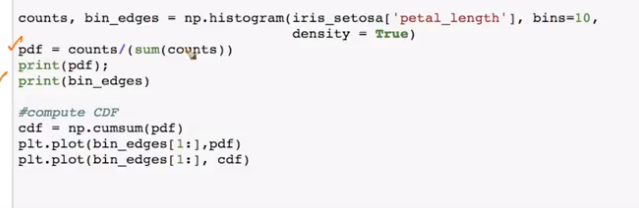 counts, bin_edges = np.histogram(iris_setosa['petal_length'], bins=10,
                                 density = True)
pdf = counts/(sum(counts))
print(pdf);
print(bin_edges)
#compute CDF
cdf = np.cumsum(pdf)
plt.plot(bin_edges[1:],pdf)
plt.plot(bin_edges[1:], cdf)